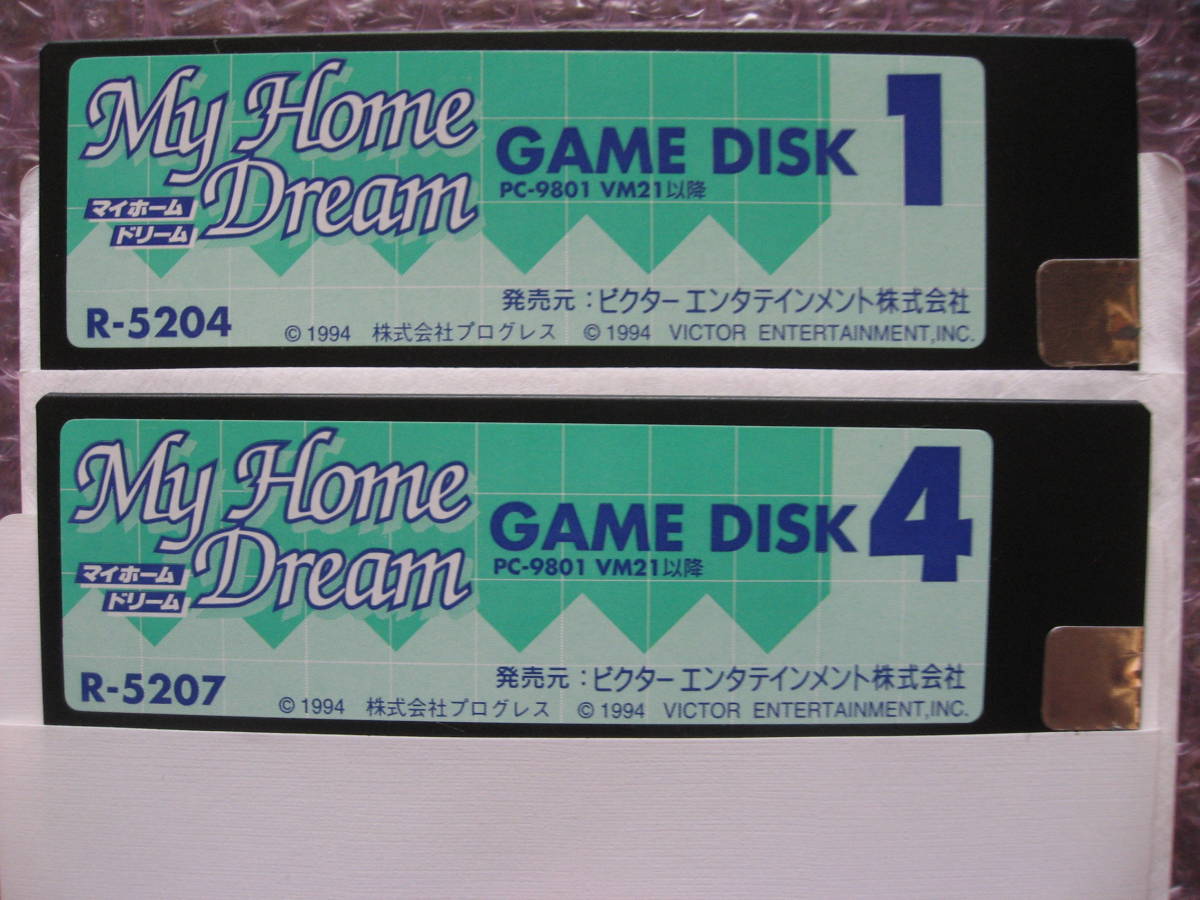 My Home
Dream
マイホーム
ドリーム
GAME DISK 1
PC-9801 VM21以降
発売元：ビクターエンタテインメント株式会社
R-5204
©1994 株式会社プログレス ©1994 VICTOR ENTERTAINMENT,INC.
My Home
Dream
マイホーム
ドリーム
GAME DISK 4
PC-9801 VM21以降
発売元：ビクターエンタテインメント株式会社
R-5207
©1994 株式会社プログレス ©1994 VICTOR ENTERTAINMENT,INC.